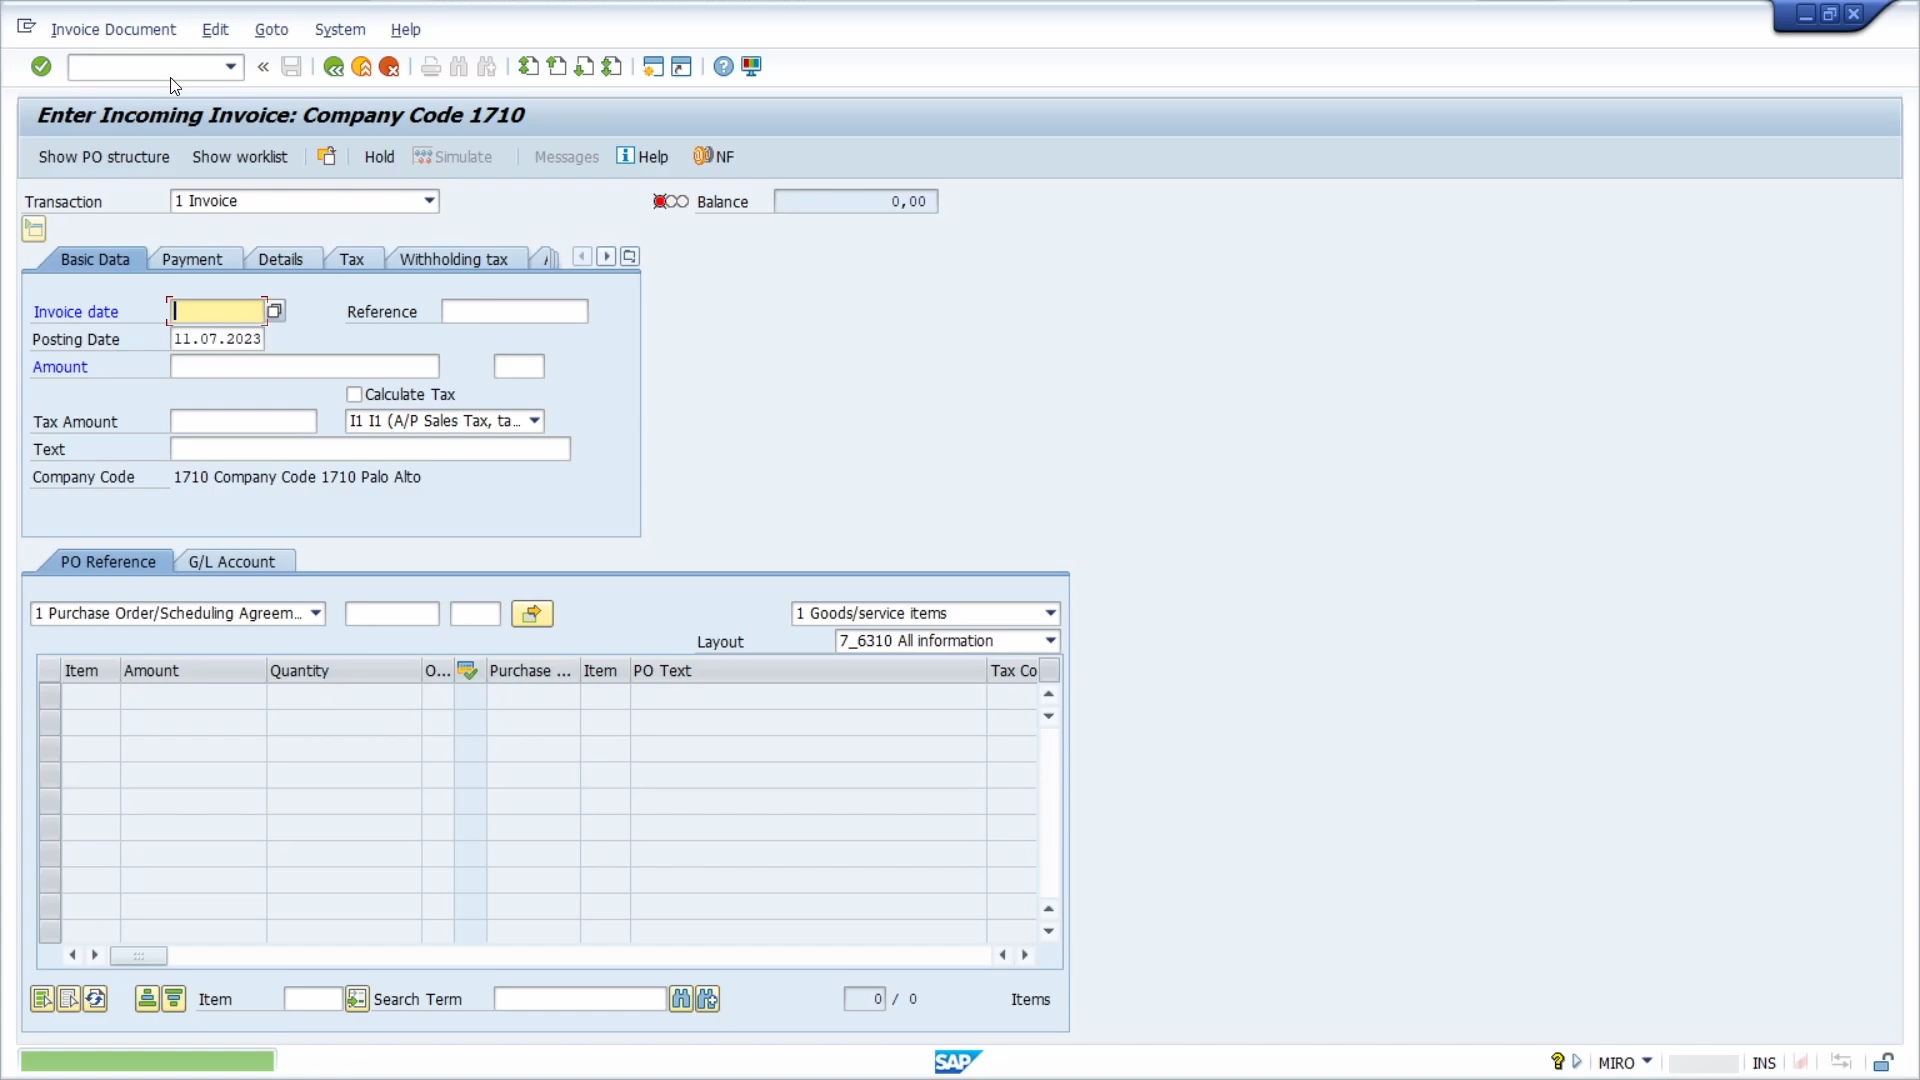 Invoice Document Edit Goto System Help
Enter Incoming Invoice: Company Code 1710
Show PO structure Show worklist Hold Simulate Messages Help NF
Transaction 1 Invoice Balance 0,00
Basic Data Payment Details Tax Withholding tax
Invoice date Reference
Posting Date 11.07.2023
Amount
Calculate Tax
Tax Amount I1 I1 (A/P Sales Tax, ta...
Text
Company Code 1710 Company Code 1710 Palo Alto
PO Reference G/L Account
1 Purchase Order/Scheduling Agreem... 1 Goods/service items
Layout 7_6310 All information
Item Amount Quantity O... Purchase ... Item PO Text Tax Co
Item Search Term 0 / 0 Items
SAP MIRO INS